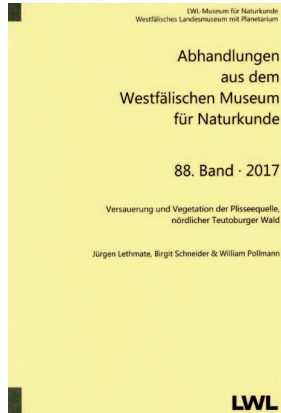 LWL-Museum für Naturkunde
Westfälisches Landesmuseum mit Planetarium
Abhandlungen
aus dem
Westfälischen Museum
für Naturkunde
88. Band · 2017
Versauerung und Vegetation der Plisseequelle,
nördlicher Teutoburger Wald
Jürgen Lethmate, Birgit Schneider & William Pollmann
LWL